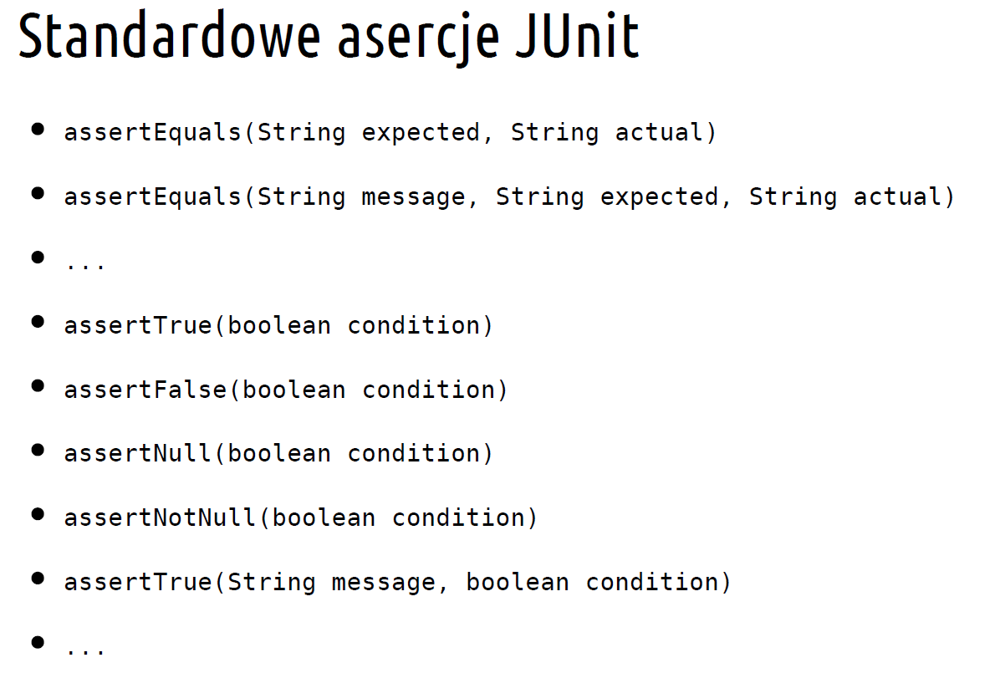 Standardowe asercje JUnit
• assertEquals(String expected, String actual)
• assertEquals(String message, String expected, String actual)
• ...
• assertTrue(boolean condition)
• assertFalse(boolean condition)
• assertNull(boolean condition)
• assertNotNull(boolean condition)
• assertTrue(String message, boolean condition)
• ...